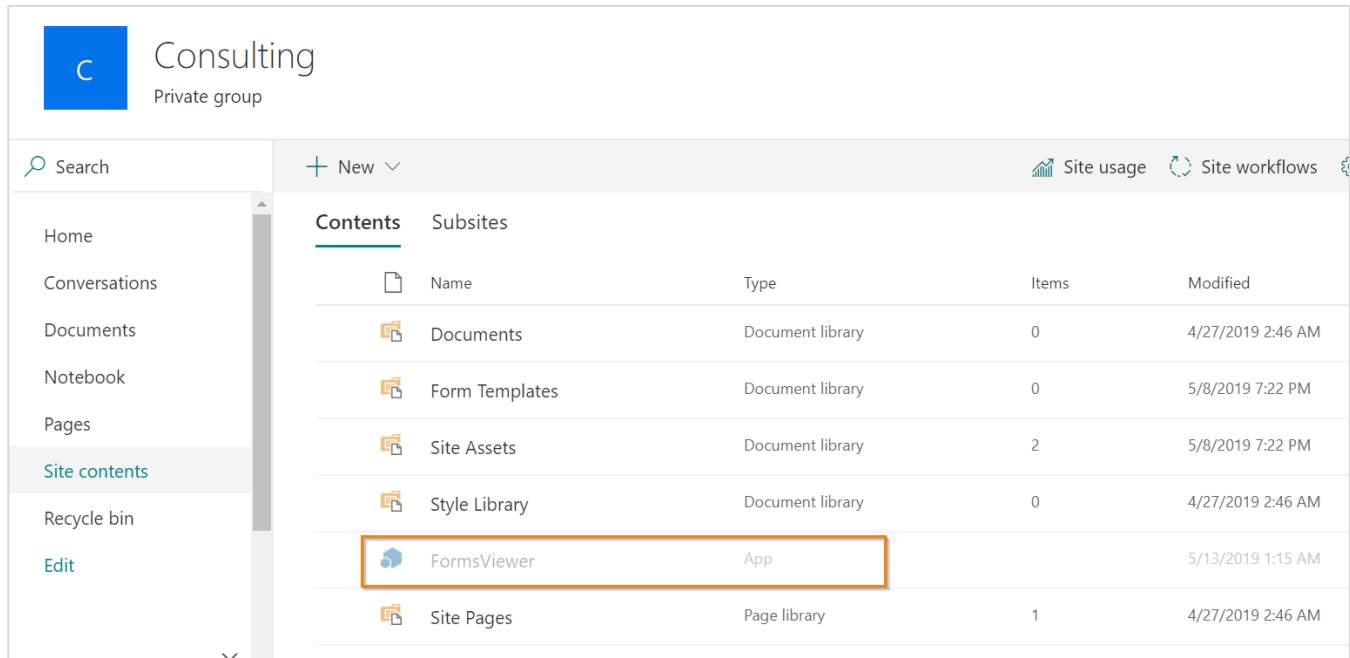 C
Consulting
Private group
Search
New
Site usage
Site workflows
Home
Conversations
Documents
Notebook
Pages
Site contents
Recycle bin
Edit
Contents Subsites
Name Type Items Modified
Documents Document library 0 4/27/2019 2:46 AM
Form Templates Document library 0 5/8/2019 7:22 PM
Site Assets Document library 2 5/8/2019 7:22 PM
Style Library Document library 0 4/27/2019 2:46 AM
FormsViewer App 5/13/2019 1:15 AM
Site Pages Page library 1 4/27/2019 2:46 AM